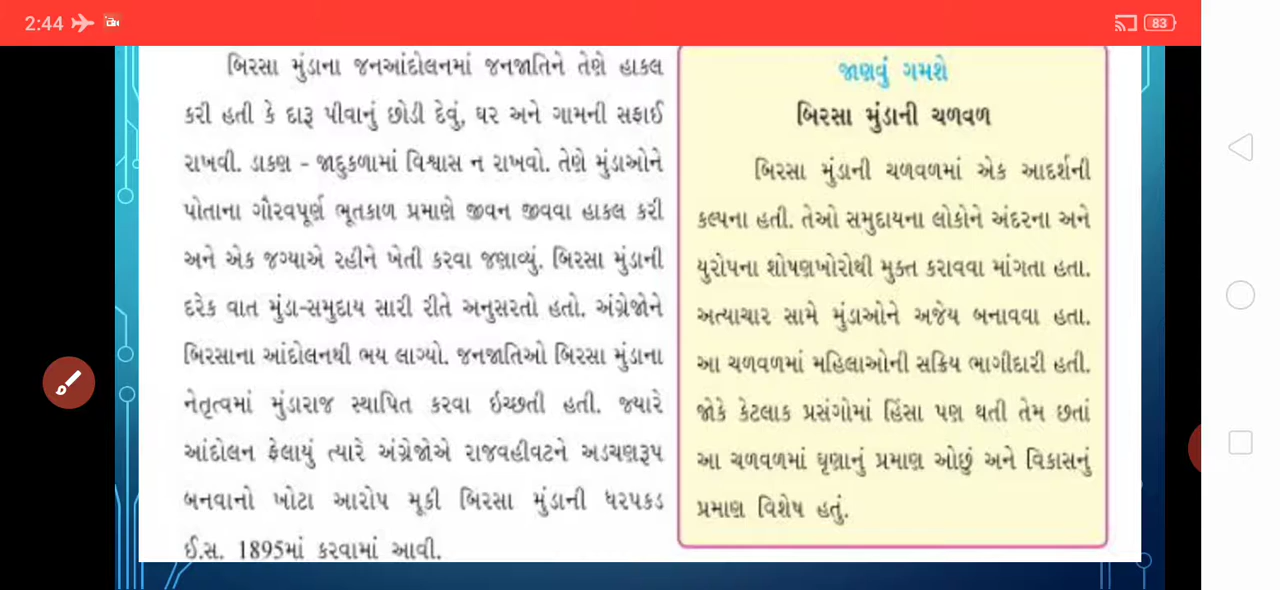 2:44
83
બિરસા મુંડાના જનઆંદોલનમાં જનજાતિને તેણે હાકલ
કરી હતી કે દારૂ પીવાનું છોડી દેવું, ઘર અને ગામની સફાઈ
રાખવી. ડાકણ - જાદુકળામાં વિશ્વાસ ન રાખવો. તેણે મુંડાઓને
પોતાના ગૌરવપૂર્ણ ભૂતકાળ પ્રમાણે જીવન જીવવા હાકલ કરી
અને એક જગ્યાએ રહીને ખેતી કરવા જણાવ્યું. બિરસા મુંડાની
દરેક વાત મુંડા-સમુદાય સારી રીતે અનુસરતો હતો. અંગ્રેજોને
બિરસાના આંદોલનથી ભય લાગ્યો. જનજાતિઓ બિરસા મુંડાના
નેતૃત્વમાં મુંડારાજ સ્થાપિત કરવા ઇચ્છતી હતી. જ્યારે
આંદોલન ફેલાયું ત્યારે અંગ્રેજોએ રાજવહીવટને અડચણરૂપ
બનવાનો ખોટા આરોપ મૂકી બિરસા મુંડાની ધરપકડ
ઈ.સ. 1895માં કરવામાં આવી.
જાણવું ગમશે
બિરસા મુંડાની ચળવળ
બિરસા મુંડાની ચળવળમાં એક આદર્શની
કલ્પના હતી. તેઓ સમુદાયના લોકોને અંદરના અને
યુરોપના શોષણખોરોથી મુક્ત કરાવવા માંગતા હતા.
અત્યાચાર સામે મુંડાઓને અજેય બનાવવા હતા.
આ ચળવળમાં મહિલાઓની સક્રિય ભાગીદારી હતી.
જોકે કેટલાક પ્રસંગોમાં હિંસા પણ થતી તેમ છતાં
આ ચળવળમાં ઘૃણાનું પ્રમાણ ઓછું અને વિકાસનું
પ્રમાણ વિશેષ હતું.